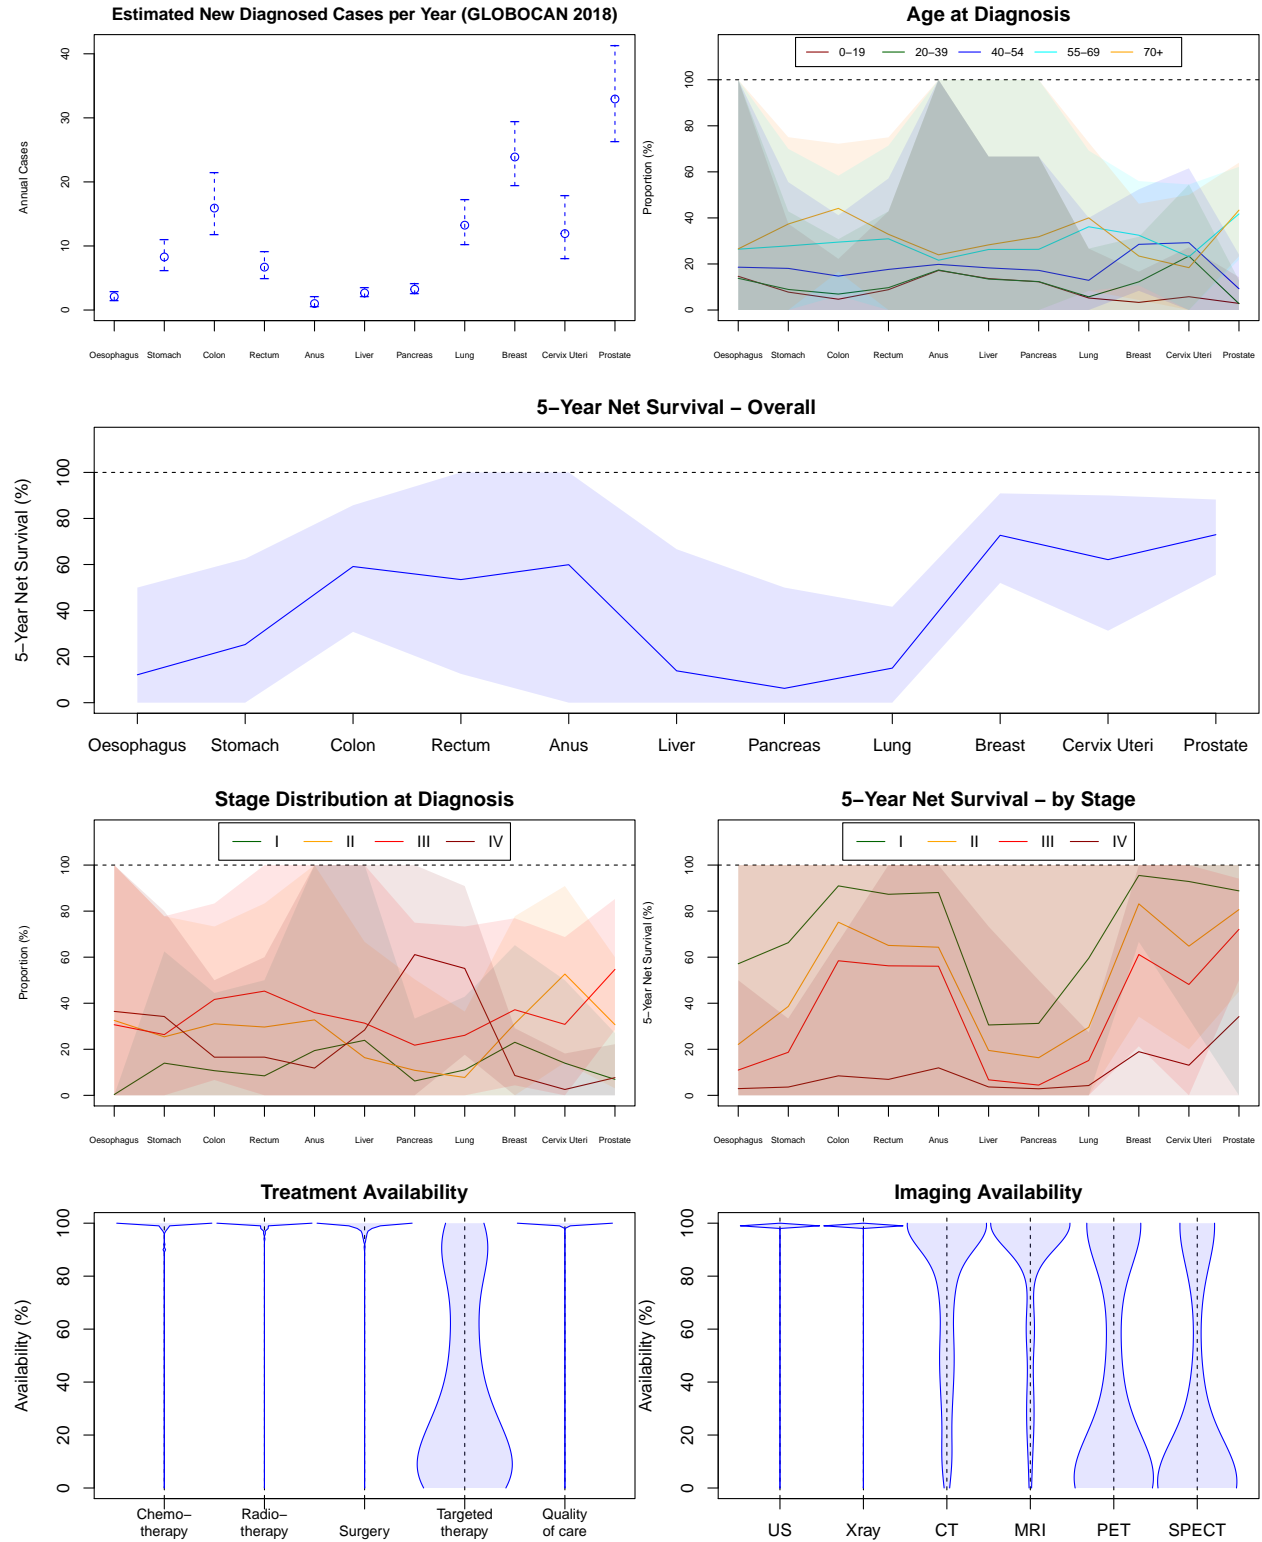 Estimated New Diagnosed Cases per Year (GLOBOCAN 2018)
Annual Cases
0
10
20
30
40
Oesophagus Stomach Colon Rectum Anus Liver Pancreas Lung Breast Cervix Uteri Prostate
Age at Diagnosis
0−19 20−39 40−54 55−69 70+
Proportion (%)
0
20
40
60
80
100
Oesophagus Stomach Colon Rectum Anus Liver Pancreas Lung Breast Cervix Uteri Prostate
5−Year Net Survival − Overall
5−Year Net Survival (%)
0
20
40
60
80
100
Oesophagus Stomach Colon Rectum Anus Liver Pancreas Lung Breast Cervix Uteri Prostate
Stage Distribution at Diagnosis
I II III IV
Proportion (%)
0
20
40
60
80
100
Oesophagus Stomach Colon Rectum Anus Liver Pancreas Lung Breast Cervix Uteri Prostate
5−Year Net Survival − by Stage
I II III IV
5−Year Net Survival (%)
0
20
40
60
80
100
Oesophagus Stomach Colon Rectum Anus Liver Pancreas Lung Breast Cervix Uteri Prostate
Treatment Availability
Availability (%)
0
20
40
60
80
100
Chemo−
therapy
Radio−
therapy
Surgery
Targeted
therapy
Quality
of care
Imaging Availability
Availability (%)
0
20
40
60
80
100
US Xray CT MRI PET SPECT